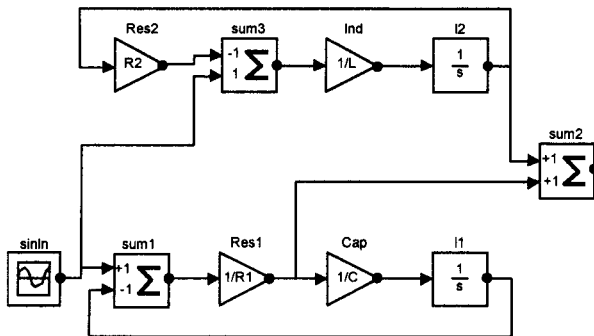 Res2 sum3 Ind I2
R2 -1 1 Σ 1/L 1/s
sum2
+1 +1 Σ
sinIn sum1 Res1 Cap I1
+1 -1 Σ 1/R1 1/C 1/s